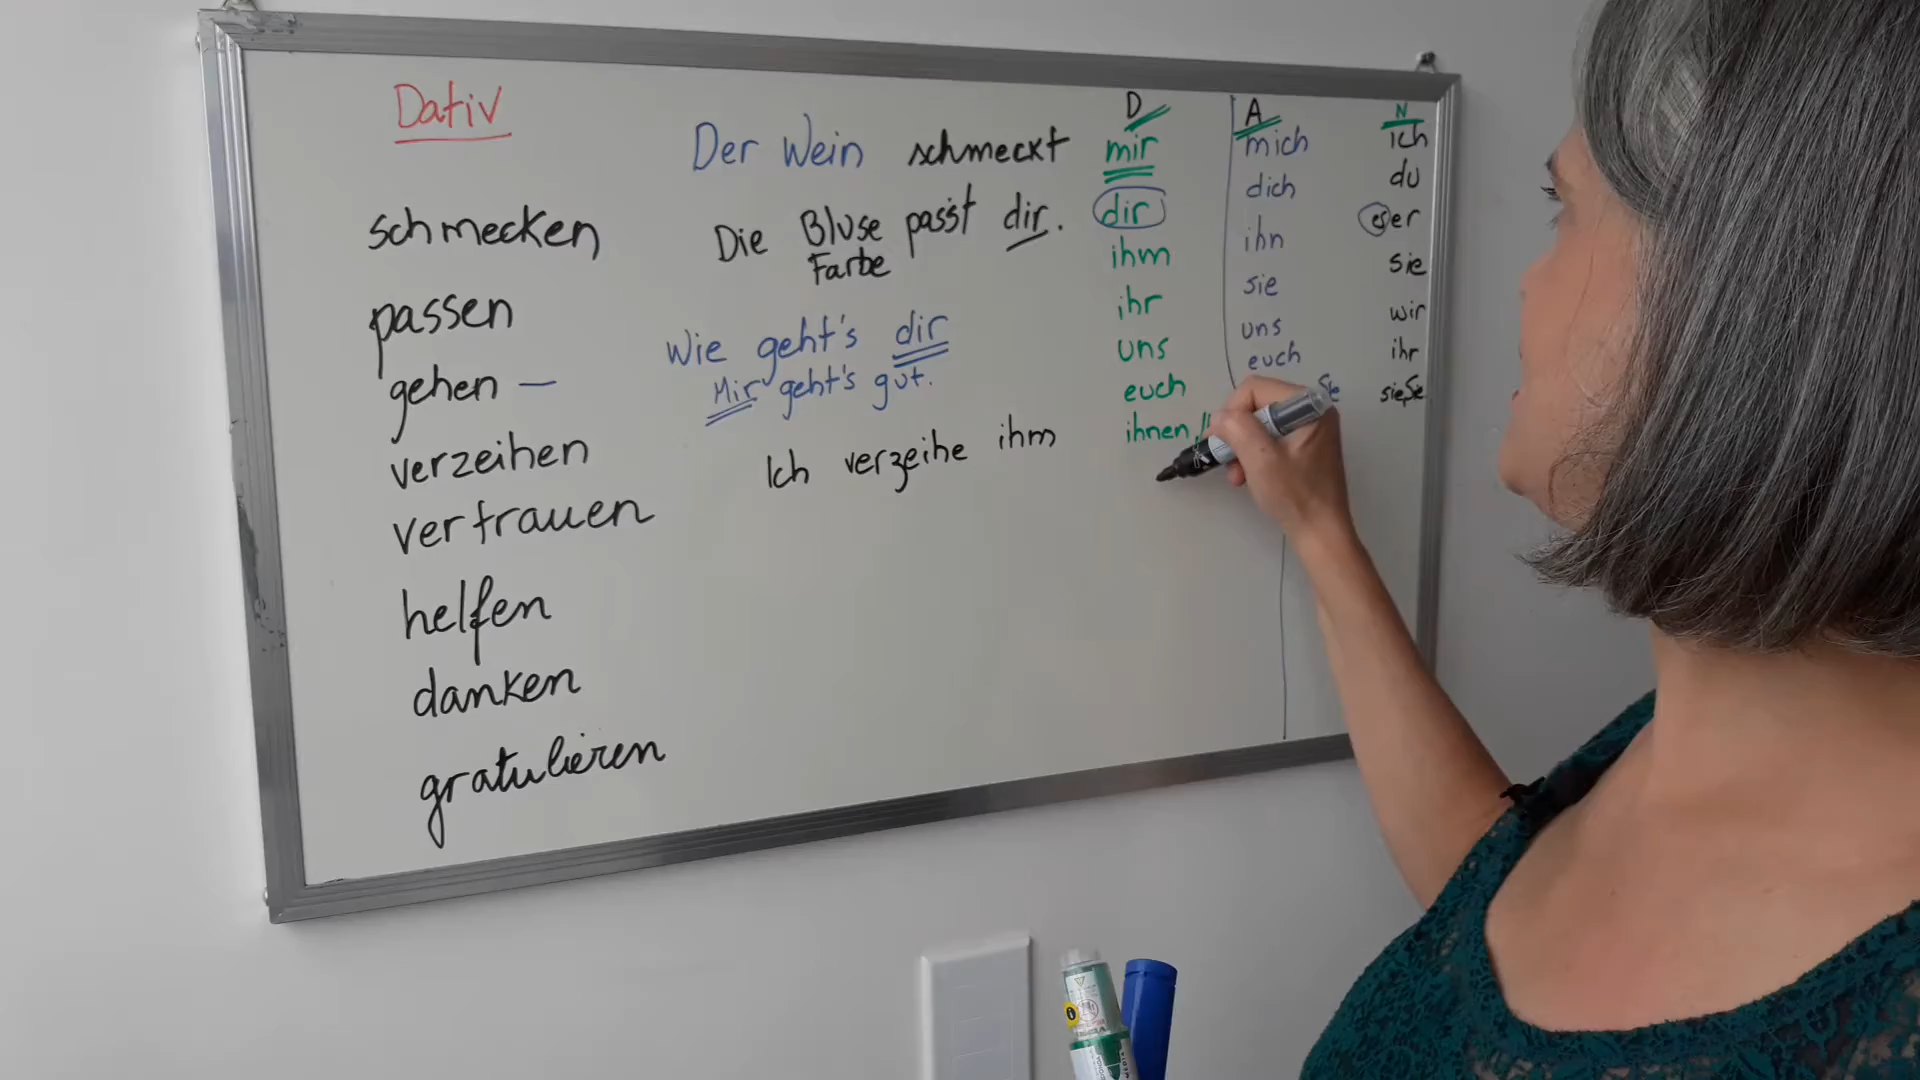 Dativ
schmecken
passen
gehen —
verzeihen
vertrauen
helfen
danken
gratulieren
Der Wein schmeckt
Die Bluse passt dir.
Farbe
Wie geht's dir
Mir geht's gut.
Ich verzeihe ihm
D
mir
dir
ihm
ihr
uns
euch
ihnen
A
mich
dich
ihn
sie
uns
euch
Sie
N
ich
du
es er
sie
wir
ihr
sie, Sie